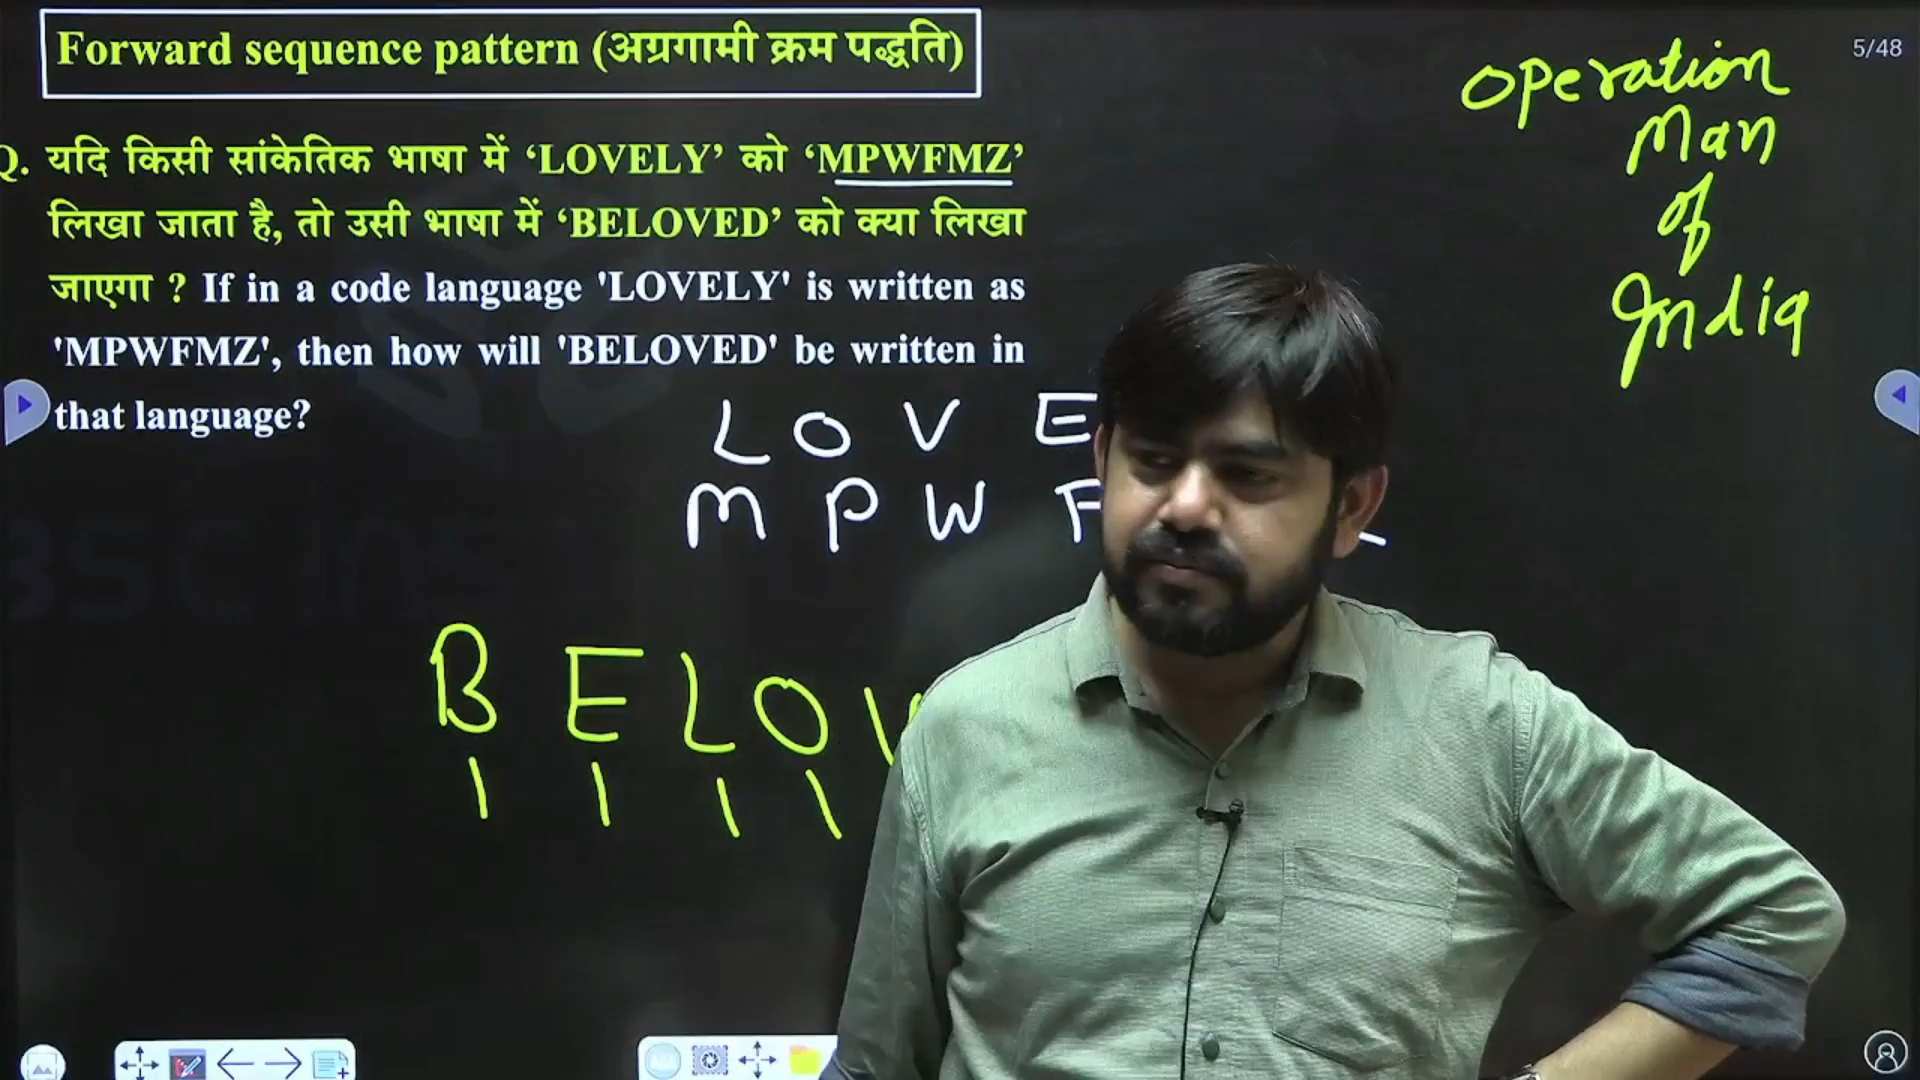 Forward sequence pattern (अग्रगामी क्रम पद्धति)
5/48
Operation
Man
of
India
Q. यदि किसी सांकेतिक भाषा में ‘LOVELY’ को ‘MPWFMZ’
लिखा जाता है, तो उसी भाषा में ‘BELOVED’ को क्या लिखा
जाएगा ? If in a code language 'LOVELY' is written as
'MPWFMZ', then how will 'BELOVED' be written in
that language?
L O V E
M P W F
B E L O V